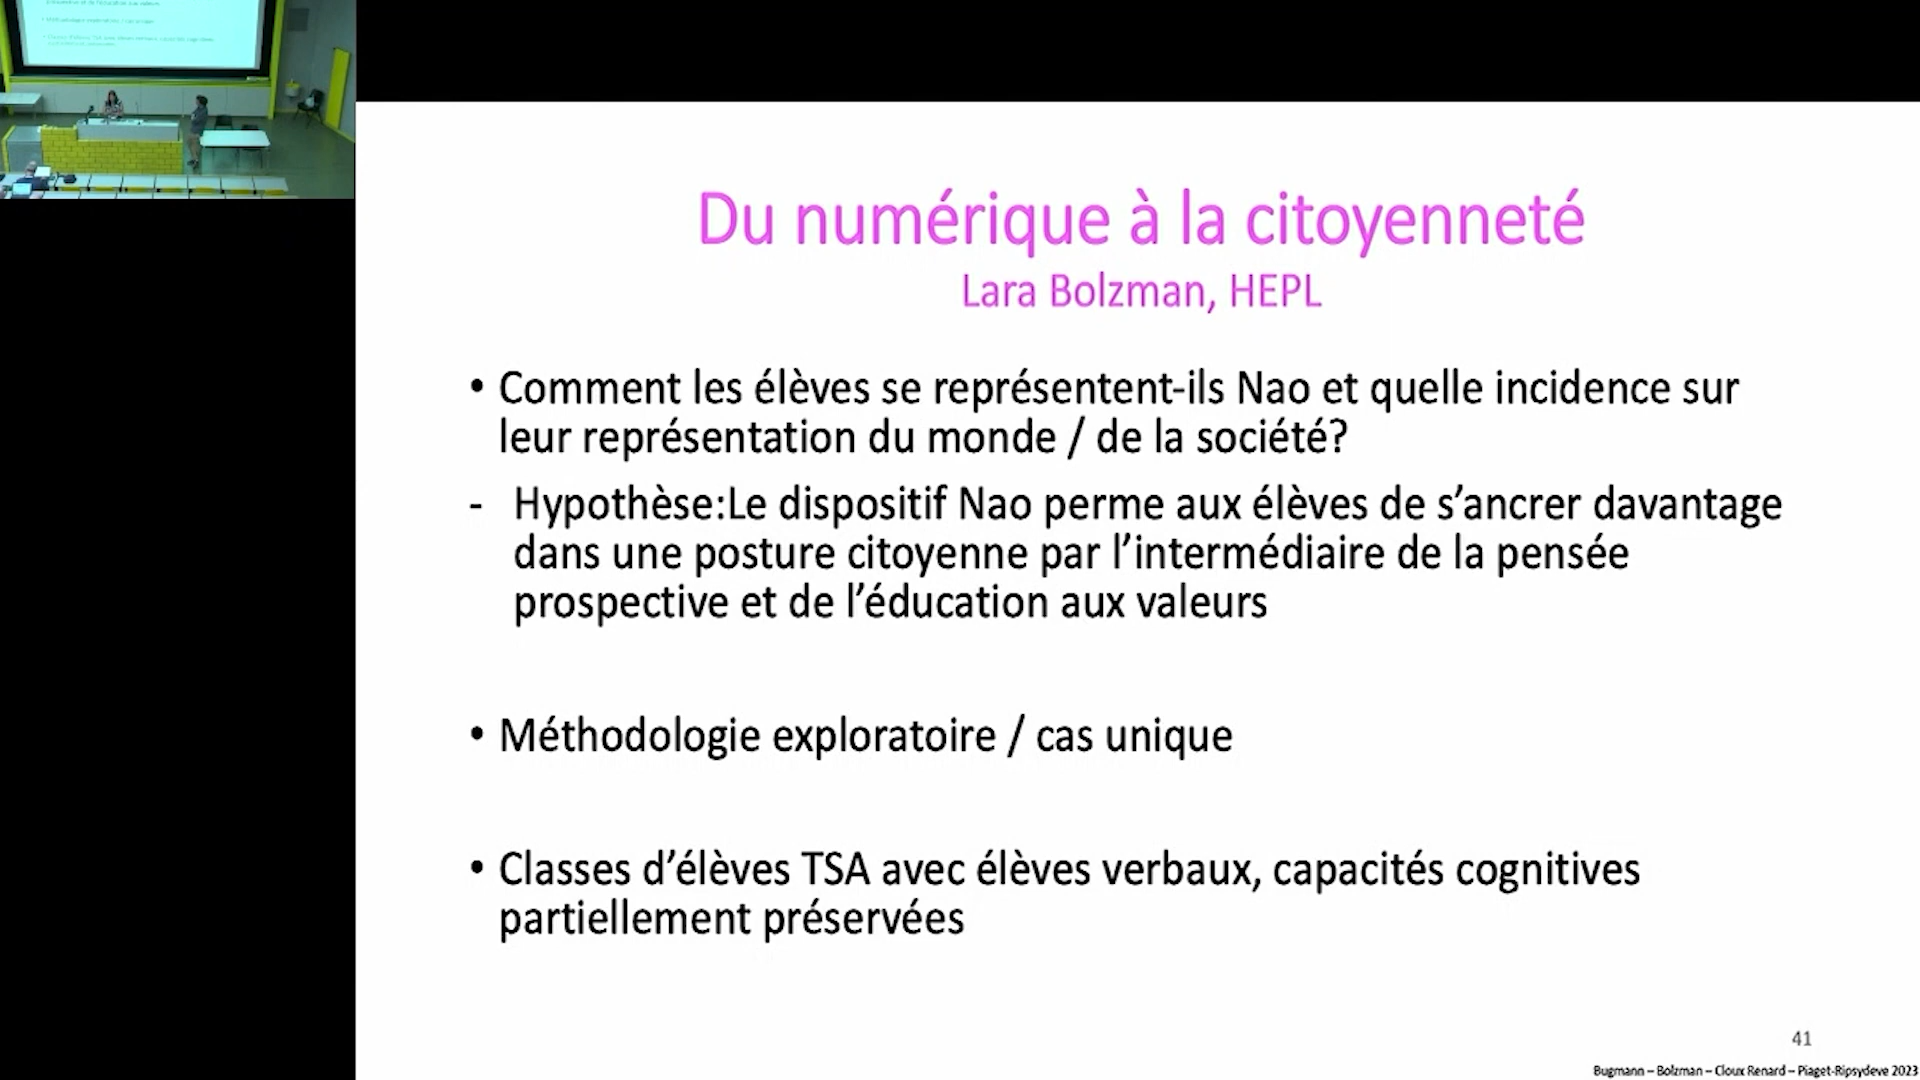 Du numérique à la citoyenneté
Lara Bolzman, HEPL
• Comment les élèves se représentent-ils Nao et quelle incidence sur
leur représentation du monde / de la société?
- Hypothèse:Le dispositif Nao perme aux élèves de s’ancrer davantage
dans une posture citoyenne par l’intermédiaire de la pensée
prospective et de l’éducation aux valeurs
• Méthodologie exploratoire / cas unique
• Classes d’élèves TSA avec élèves verbaux, capacités cognitives
partiellement préservées
41
Bugmann – Bolzman – Cloux Renard – Piaget-Ripsydeve 2023